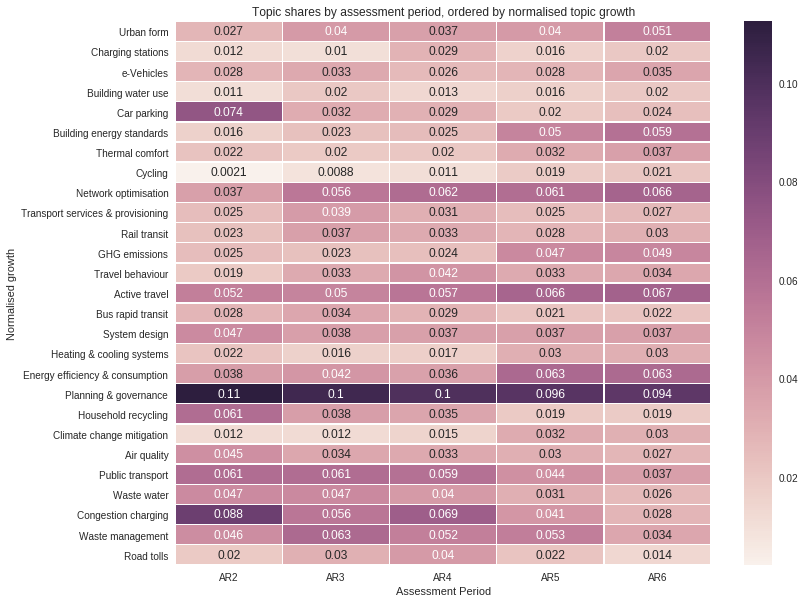 Topic shares by assessment period, ordered by normalised topic growth
Urban form 0.027 0.04 0.037 0.04 0.051
Charging stations 0.012 0.01 0.029 0.016 0.02
e-Vehicles 0.028 0.033 0.026 0.028 0.035
Building water use 0.011 0.02 0.013 0.016 0.02
Car parking 0.074 0.032 0.029 0.02 0.024
Building energy standards 0.016 0.023 0.025 0.05 0.059
Thermal comfort 0.022 0.02 0.02 0.032 0.037
Cycling 0.0021 0.0088 0.011 0.019 0.021
Network optimisation 0.037 0.056 0.062 0.061 0.066
Transport services & provisioning 0.025 0.039 0.031 0.025 0.027
Rail transit 0.023 0.037 0.033 0.028 0.03
GHG emissions 0.025 0.023 0.024 0.047 0.049
Travel behaviour 0.019 0.033 0.042 0.033 0.034
Active travel 0.052 0.05 0.057 0.066 0.067
Bus rapid transit 0.028 0.034 0.029 0.021 0.022
System design 0.047 0.038 0.037 0.037 0.037
Heating & cooling systems 0.022 0.016 0.017 0.03 0.03
Energy efficiency & consumption 0.038 0.042 0.036 0.063 0.063
Planning & governance 0.11 0.1 0.1 0.096 0.094
Household recycling 0.061 0.038 0.035 0.019 0.019
Climate change mitigation 0.012 0.012 0.015 0.032 0.03
Air quality 0.045 0.034 0.033 0.03 0.027
Public transport 0.061 0.061 0.059 0.044 0.037
Waste water 0.047 0.047 0.04 0.031 0.026
Congestion charging 0.088 0.056 0.069 0.041 0.028
Waste management 0.046 0.063 0.052 0.053 0.034
Road tolls 0.02 0.03 0.04 0.022 0.014
AR2 AR3 AR4 AR5 AR6
Assessment Period
Normalised growth
0.10
0.08
0.06
0.04
0.02